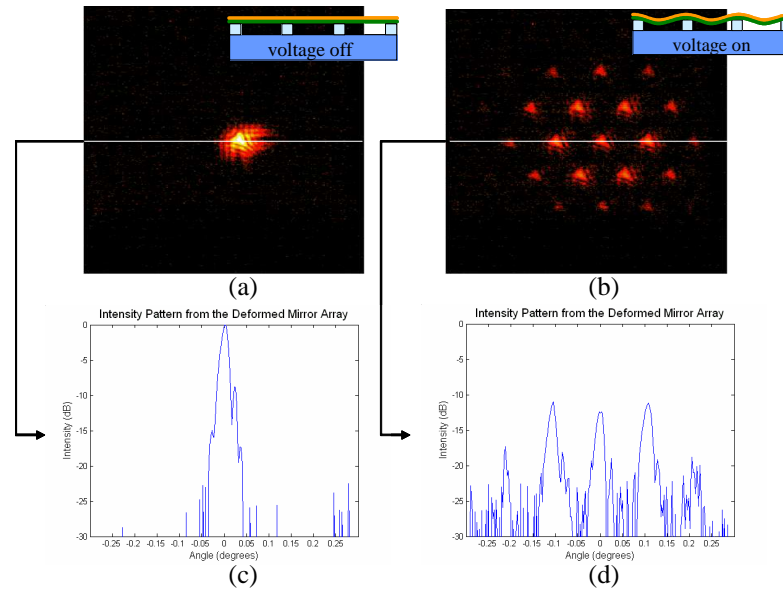 voltage off
voltage on
(a)
(b)
Intensity Pattern from the Deformed Mirror Array
0
-5
-10
-15
-20
-25
-30
Intensity (dB)
-0.25 -0.2 -0.15 -0.1 -0.05 0 0.05 0.1 0.15 0.2 0.25
Angle (degrees)
(c)
Intensity Pattern from the Deformed Mirror Array
0
-5
-10
-15
-20
-25
-30
Intensity (dB)
-0.25 -0.2 -0.15 -0.1 -0.05 0 0.05 0.1 0.15 0.2 0.25
Angle (degrees)
(d)